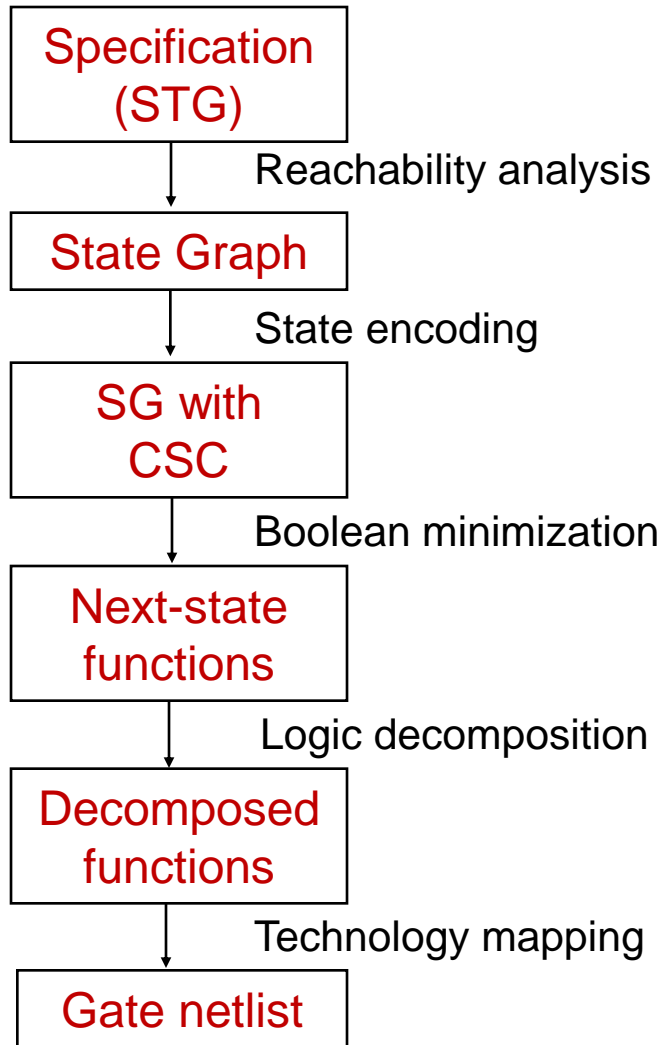 Specification
(STG)
Reachability analysis
State Graph
State encoding
SG with
CSC
Boolean minimization
Next-state
functions
Logic decomposition
Decomposed
functions
Technology mapping
Gate netlist